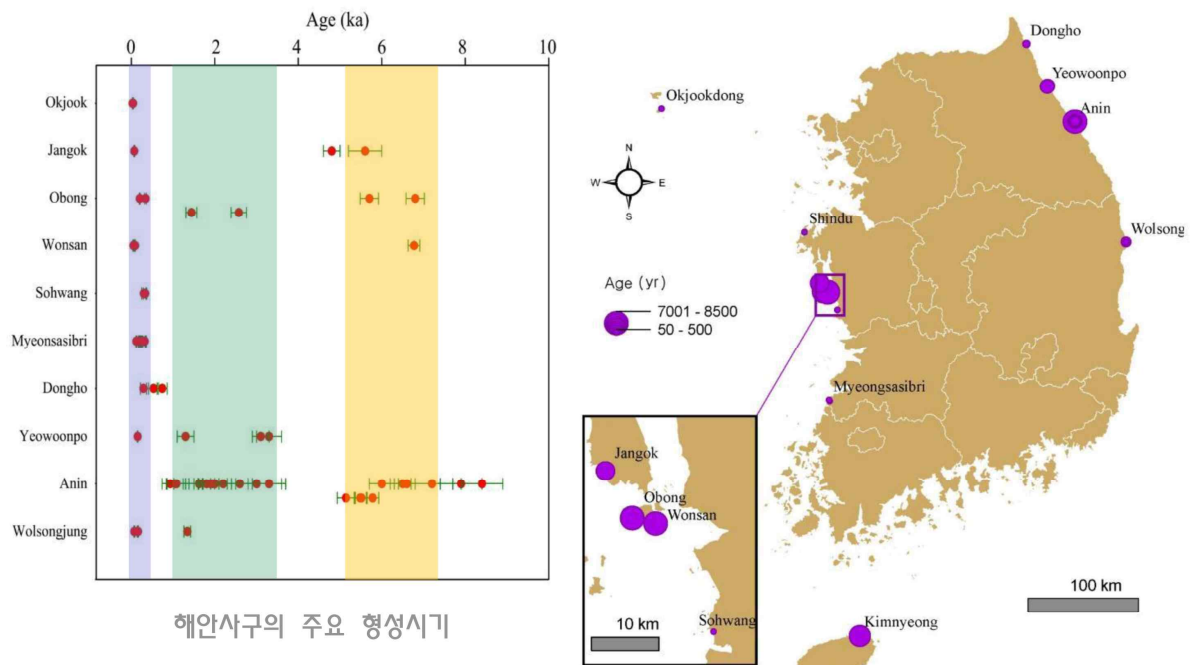 Age (ka)
0 2 4 6 8 10
Okjook
Jangok
Obong
Wonsan
Sohwang
Myeonsasibri
Dongho
Yeowoonpo
Anin
Wolsongjung
해안사구의 주요 형성시기
Dongho
Yeowoonpo
Anin
Okjookdong
N
W E
S
Shindu
Wolsong
Age (yr)
7001 - 8500
50 - 500
Myeongsasibri
Jangok
Obong
Wonsan
Sohwang
10 km
100 km
Kimnyeong